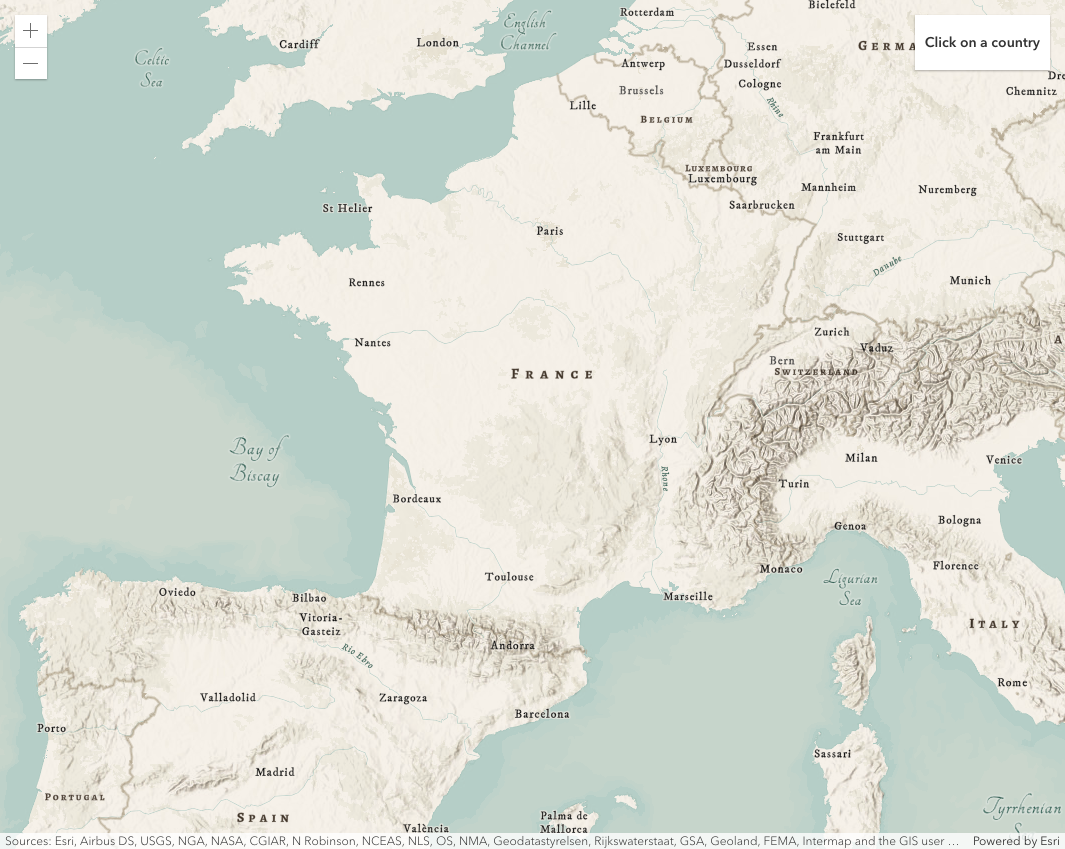 Rotterdam
Bielefeld
English
Channel
Cardiff
London
Essen
GERMA
Click on a country
Celtic
Sea
Antwerp
Dusseldorf
Dre
Brussels
Cologne
Chemnitz
Lille
Rhine
BELGIUM
Frankfurt
am Main
LUXEMBOURG
Luxembourg
Mannheim
Nuremberg
St Helier
Saarbrucken
Paris
Stuttgart
Danube
Rennes
Munich
Zurich
Nantes
Vaduz
A
Bern
SWITZERLAND
FRANCE
Lyon
Bay of
Biscay
Milan
Venice
Rhone
Turin
Bordeaux
Genoa
Bologna
Florence
Monaco
Toulouse
Ligurian
Sea
Oviedo
Bilbao
Marseille
Vitoria-
Gasteiz
ITALY
Andorra
Rio Ebro
Rome
Valladolid
Zaragoza
Barcelona
Porto
Sassari
Madrid
PORTUGAL
Tyrrhenian
SPAIN
Palma de
Mallorca
València
Sources: Esri, Airbus DS, USGS, NGA, NASA, CGIAR, N Robinson, NCEAS, NLS, OS, NMA, Geodatastyrelsen, Rijkswaterstaat, GSA, Geoland, FEMA, Intermap and the GIS user …
Powered by Esri